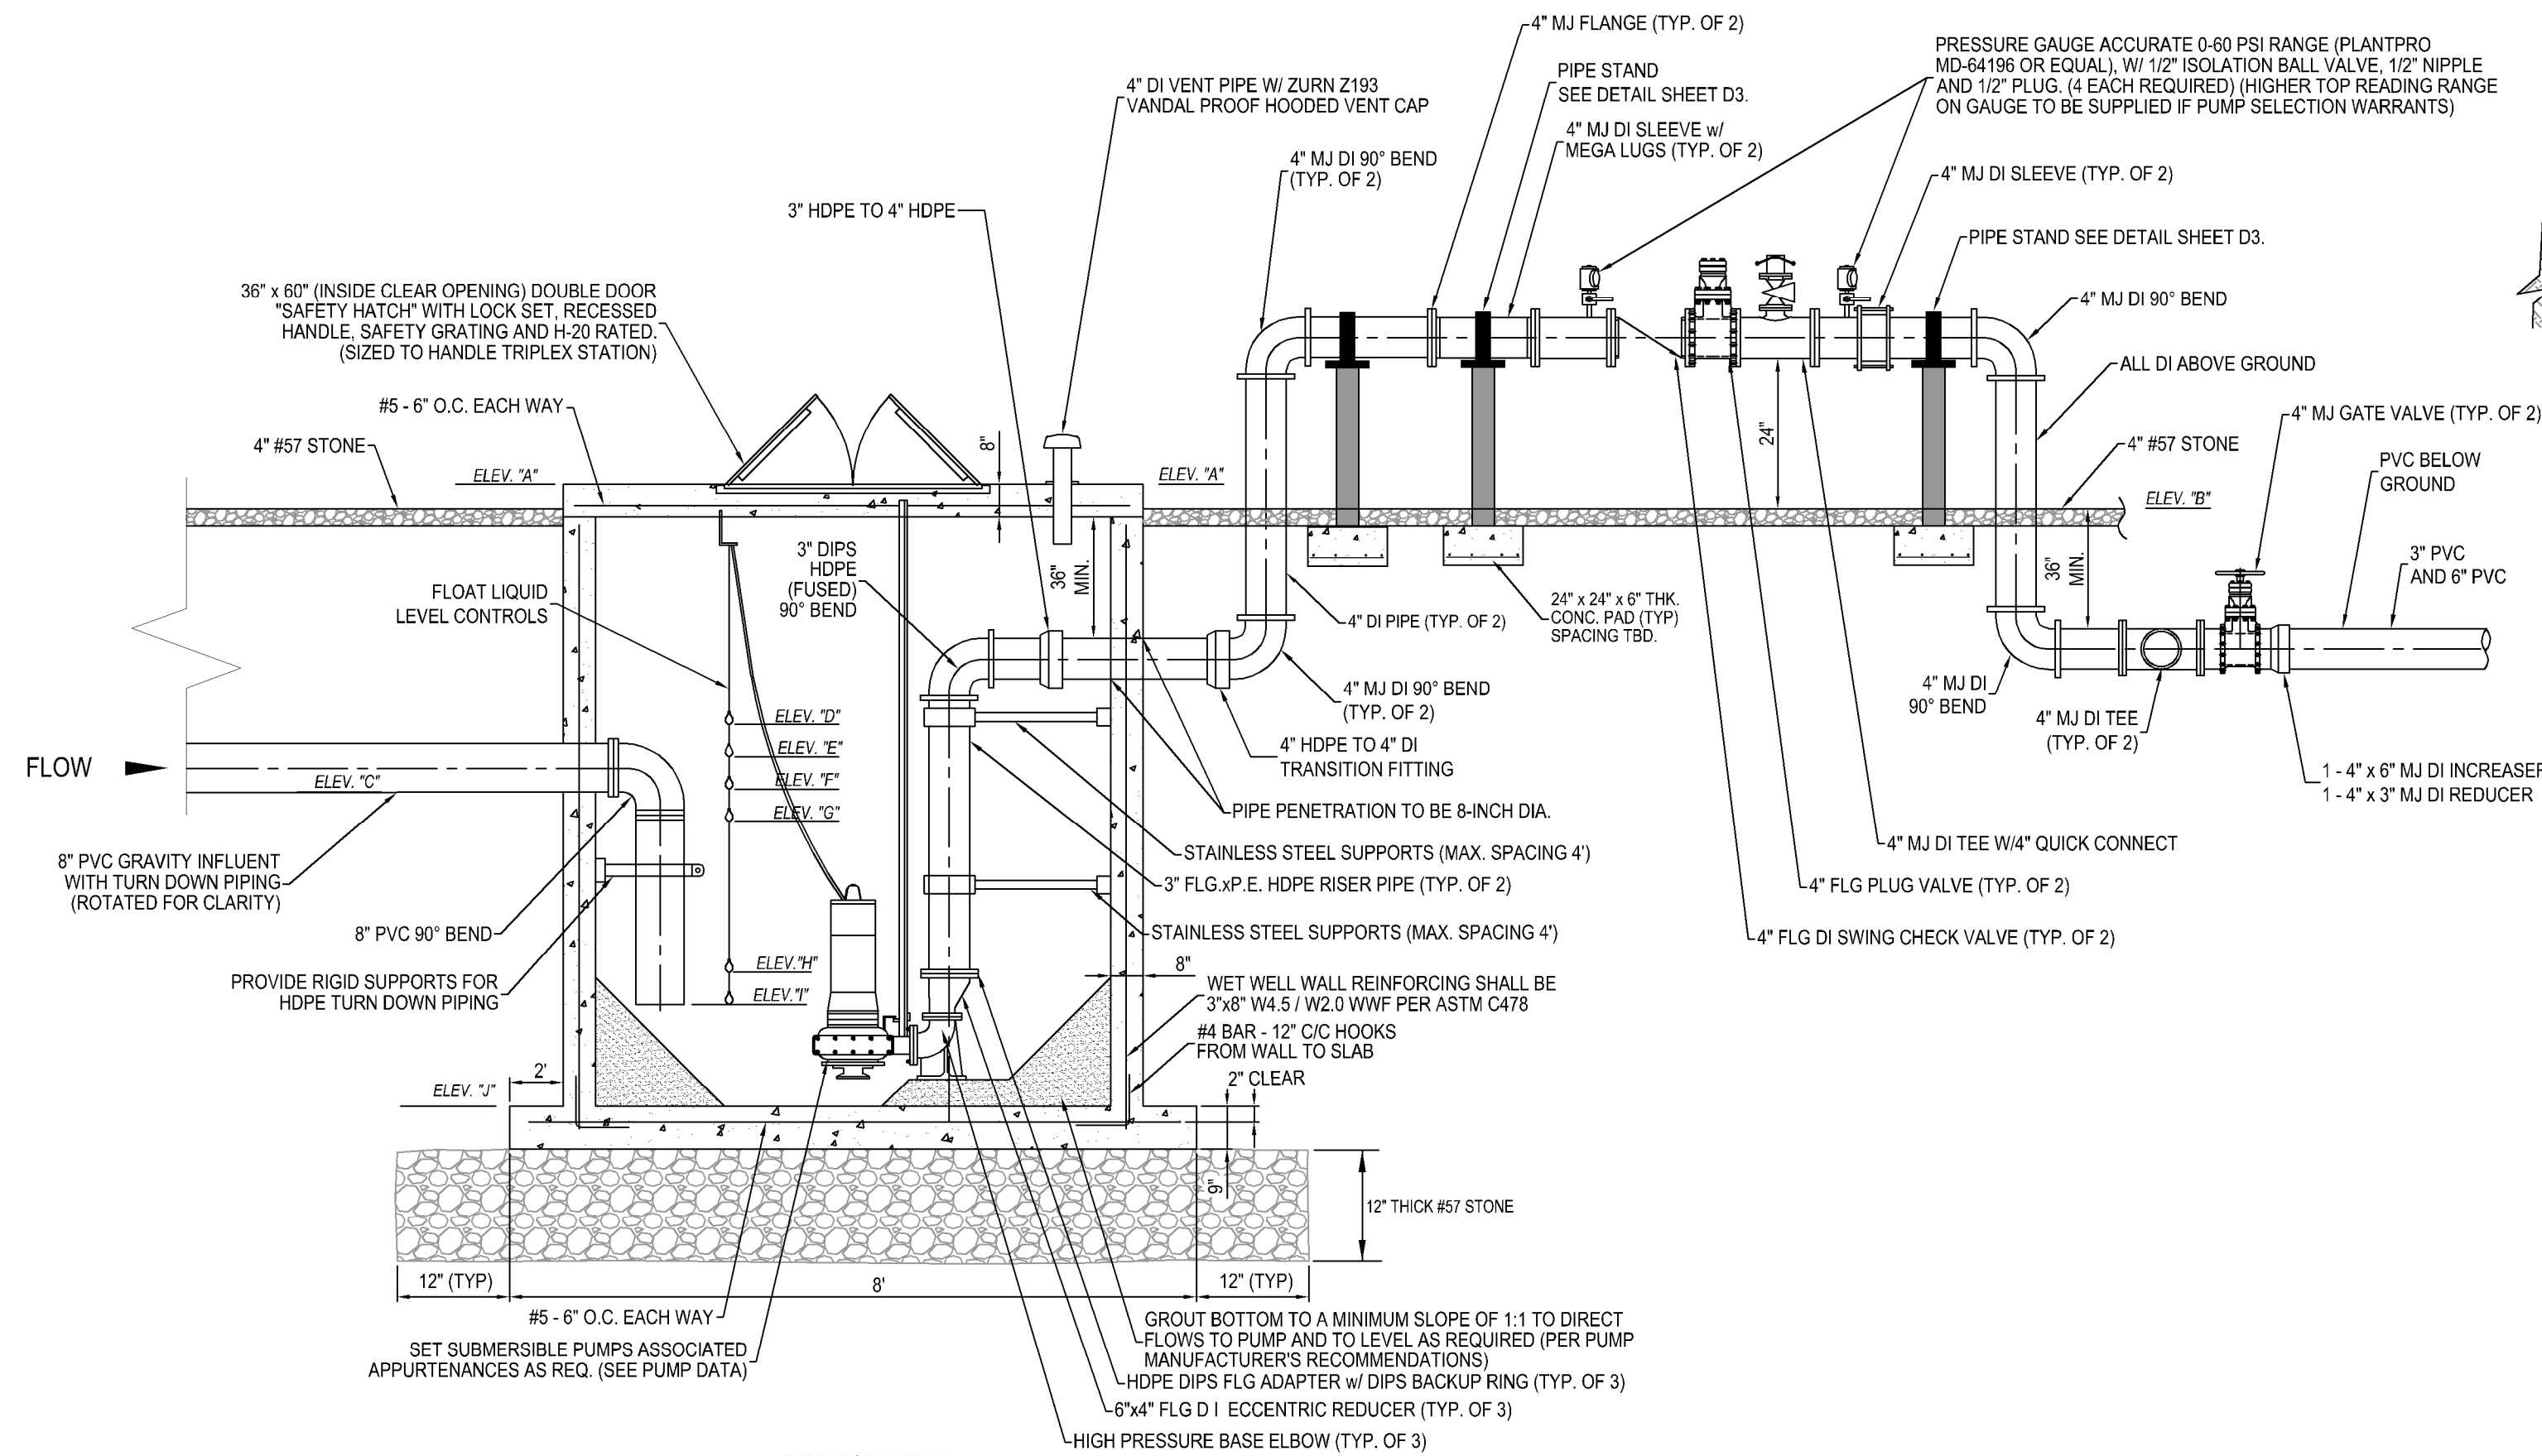 4" MJ FLANGE (TYP. OF 2)
PRESSURE GAUGE ACCURATE 0-60 PSI RANGE (PLANTPRO
MD-64196 OR EQUAL), W/ 1/2" ISOLATION BALL VALVE, 1/2" NIPPLE
AND 1/2" PLUG. (4 EACH REQUIRED) (HIGHER TOP READING RANGE
ON GAUGE TO BE SUPPLIED IF PUMP SELECTION WARRANTS)
PIPE STAND
SEE DETAIL SHEET D3.
4" DI VENT PIPE W/ ZURN Z193
VANDAL PROOF HOODED VENT CAP
4" MJ DI SLEEVE w/
MEGA LUGS (TYP. OF 2)
4" MJ DI 90° BEND
(TYP. OF 2)
4" MJ DI SLEEVE (TYP. OF 2)
3" HDPE TO 4" HDPE
PIPE STAND SEE DETAIL SHEET D3.
36" x 60" (INSIDE CLEAR OPENING) DOUBLE DOOR
"SAFETY HATCH" WITH LOCK SET, RECESSED
HANDLE, SAFETY GRATING AND H-20 RATED.
(SIZED TO HANDLE TRIPLEX STATION)
4" MJ DI 90° BEND
ALL DI ABOVE GROUND
#5 - 6" O.C. EACH WAY
4" MJ GATE VALVE (TYP. OF 2)
4" #57 STONE
8"
24"
4" #57 STONE
ELEV. "A"
ELEV. "A"
PVC BELOW
GROUND
ELEV. "B"
3" DIPS
HDPE
(FUSED)
90° BEND
36"
MIN.
36"
MIN.
3" PVC
AND 6" PVC
FLOAT LIQUID
LEVEL CONTROLS
24" x 24" x 6" THK.
CONC. PAD (TYP)
SPACING TBD.
4" DI PIPE (TYP. OF 2)
4" MJ DI 90° BEND
(TYP. OF 2)
4" MJ DI
90° BEND
4" MJ DI TEE
(TYP. OF 2)
ELEV. "D"
ELEV. "E"
4" HDPE TO 4" DI
TRANSITION FITTING
FLOW
ELEV. "C"
ELEV. "F"
1 - 4" x 6" MJ DI INCREASER
1 - 4" x 3" MJ DI REDUCER
ELEV. "G"
PIPE PENETRATION TO BE 8-INCH DIA.
4" MJ DI TEE W/4" QUICK CONNECT
STAINLESS STEEL SUPPORTS (MAX. SPACING 4')
8" PVC GRAVITY INFLUENT
WITH TURN DOWN PIPING
(ROTATED FOR CLARITY)
3" FLG.xP.E. HDPE RISER PIPE (TYP. OF 2)
4" FLG PLUG VALVE (TYP. OF 2)
8" PVC 90° BEND
STAINLESS STEEL SUPPORTS (MAX. SPACING 4')
4" FLG DI SWING CHECK VALVE (TYP. OF 2)
ELEV."H"
8"
PROVIDE RIGID SUPPORTS FOR
HDPE TURN DOWN PIPING
WET WELL WALL REINFORCING SHALL BE
3"x8" W4.5 / W2.0 WWF PER ASTM C478
ELEV."I"
#4 BAR - 12" C/C HOOKS
FROM WALL TO SLAB
2'
2" CLEAR
ELEV. "J"
9"
12" THICK #57 STONE
12" (TYP)
8'
12" (TYP)
#5 - 6" O.C. EACH WAY
GROUT BOTTOM TO A MINIMUM SLOPE OF 1:1 TO DIRECT
FLOWS TO PUMP AND TO LEVEL AS REQUIRED (PER PUMP
MANUFACTURER'S RECOMMENDATIONS)
SET SUBMERSIBLE PUMPS ASSOCIATED
APPURTENANCES AS REQ. (SEE PUMP DATA)
HDPE DIPS FLG ADAPTER w/ DIPS BACKUP RING (TYP. OF 3)
6"x4" FLG D I ECCENTRIC REDUCER (TYP. OF 3)
HIGH PRESSURE BASE ELBOW (TYP. OF 3)